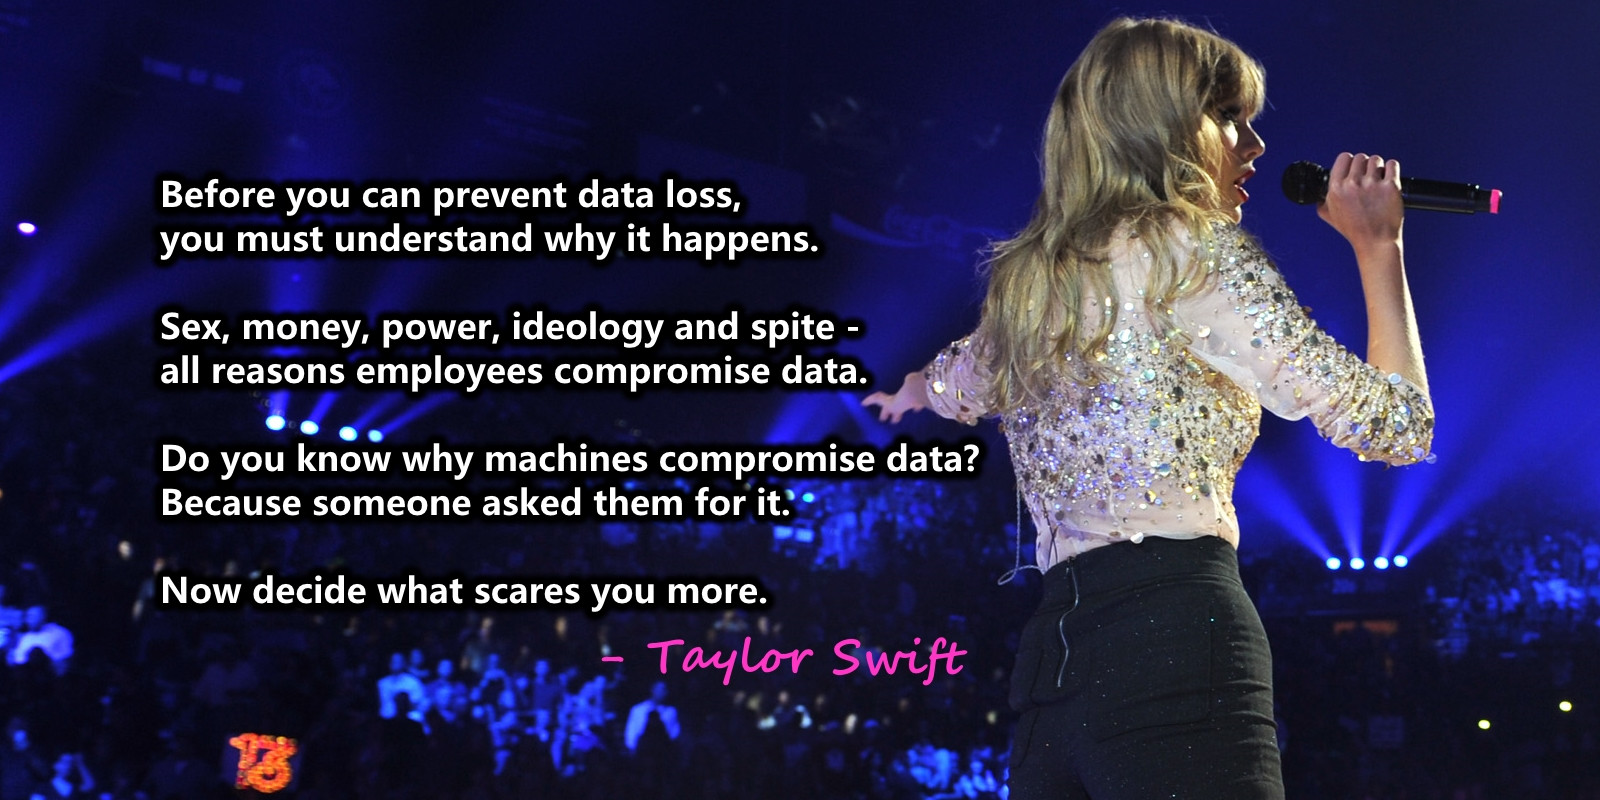 Before you can prevent data loss,
you must understand why it happens.
Sex, money, power, ideology and spite -
all reasons employees compromise data.
Do you know why machines compromise data?
Because someone asked them for it.
Now decide what scares you more.
- Taylor Swift